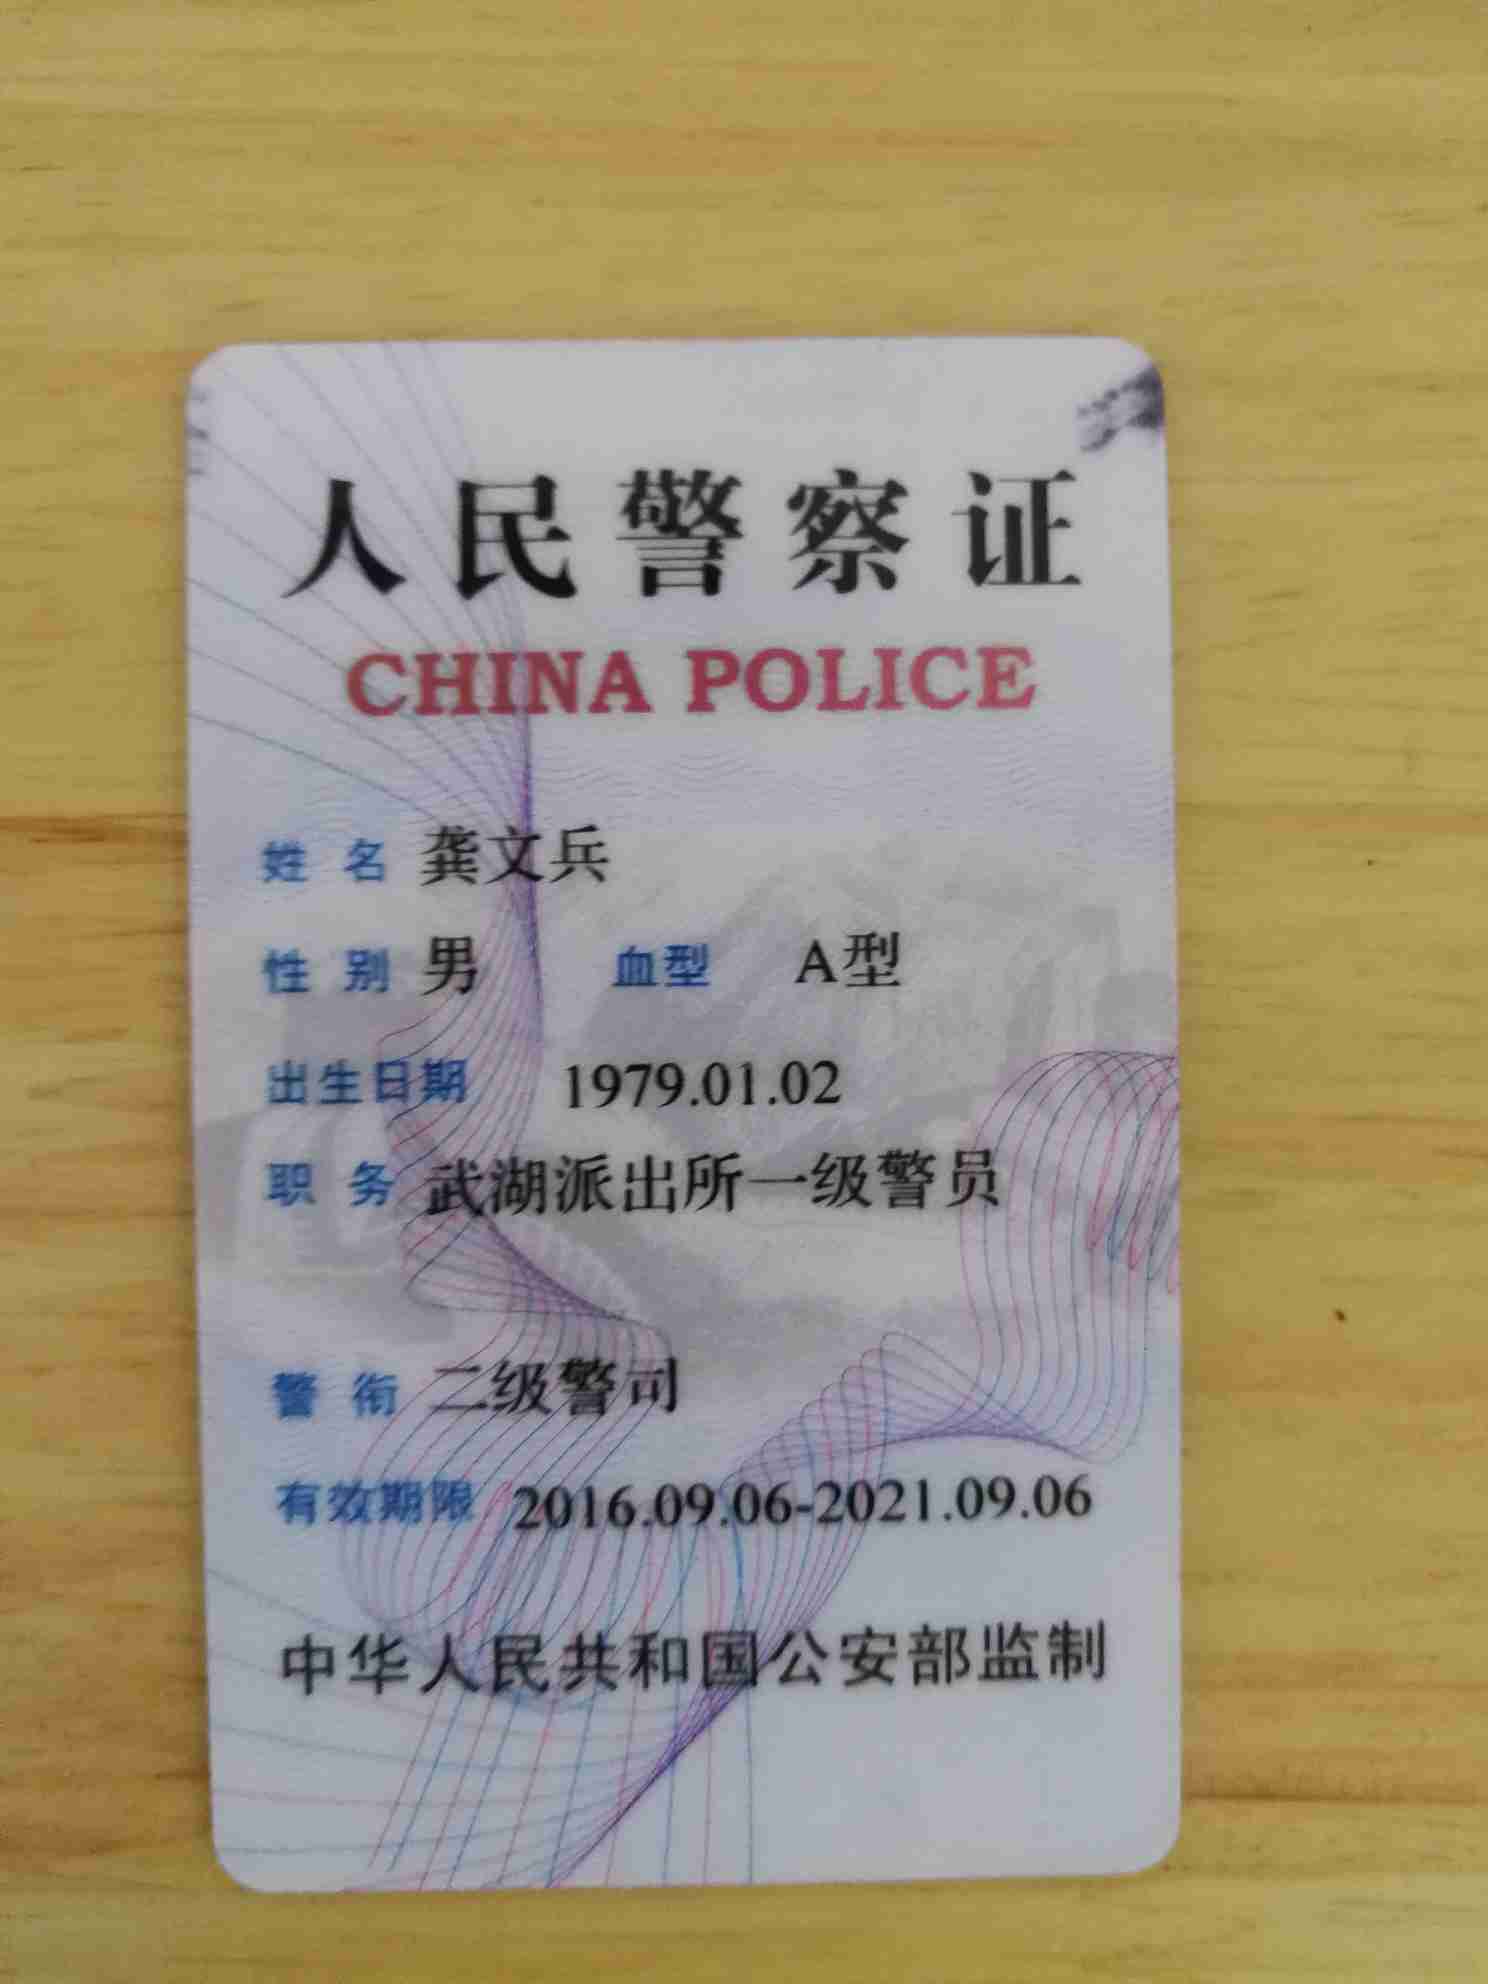 人民警察证
CHINA POLICE
姓 名 龚文兵
性 别 男 血型 A型
出生日期 1979.01.02
职 务 武湖派出所一级警员
警 衔 二级警司
有效期限 2016.09.06-2021.09.06
中华人民共和国公安部监制